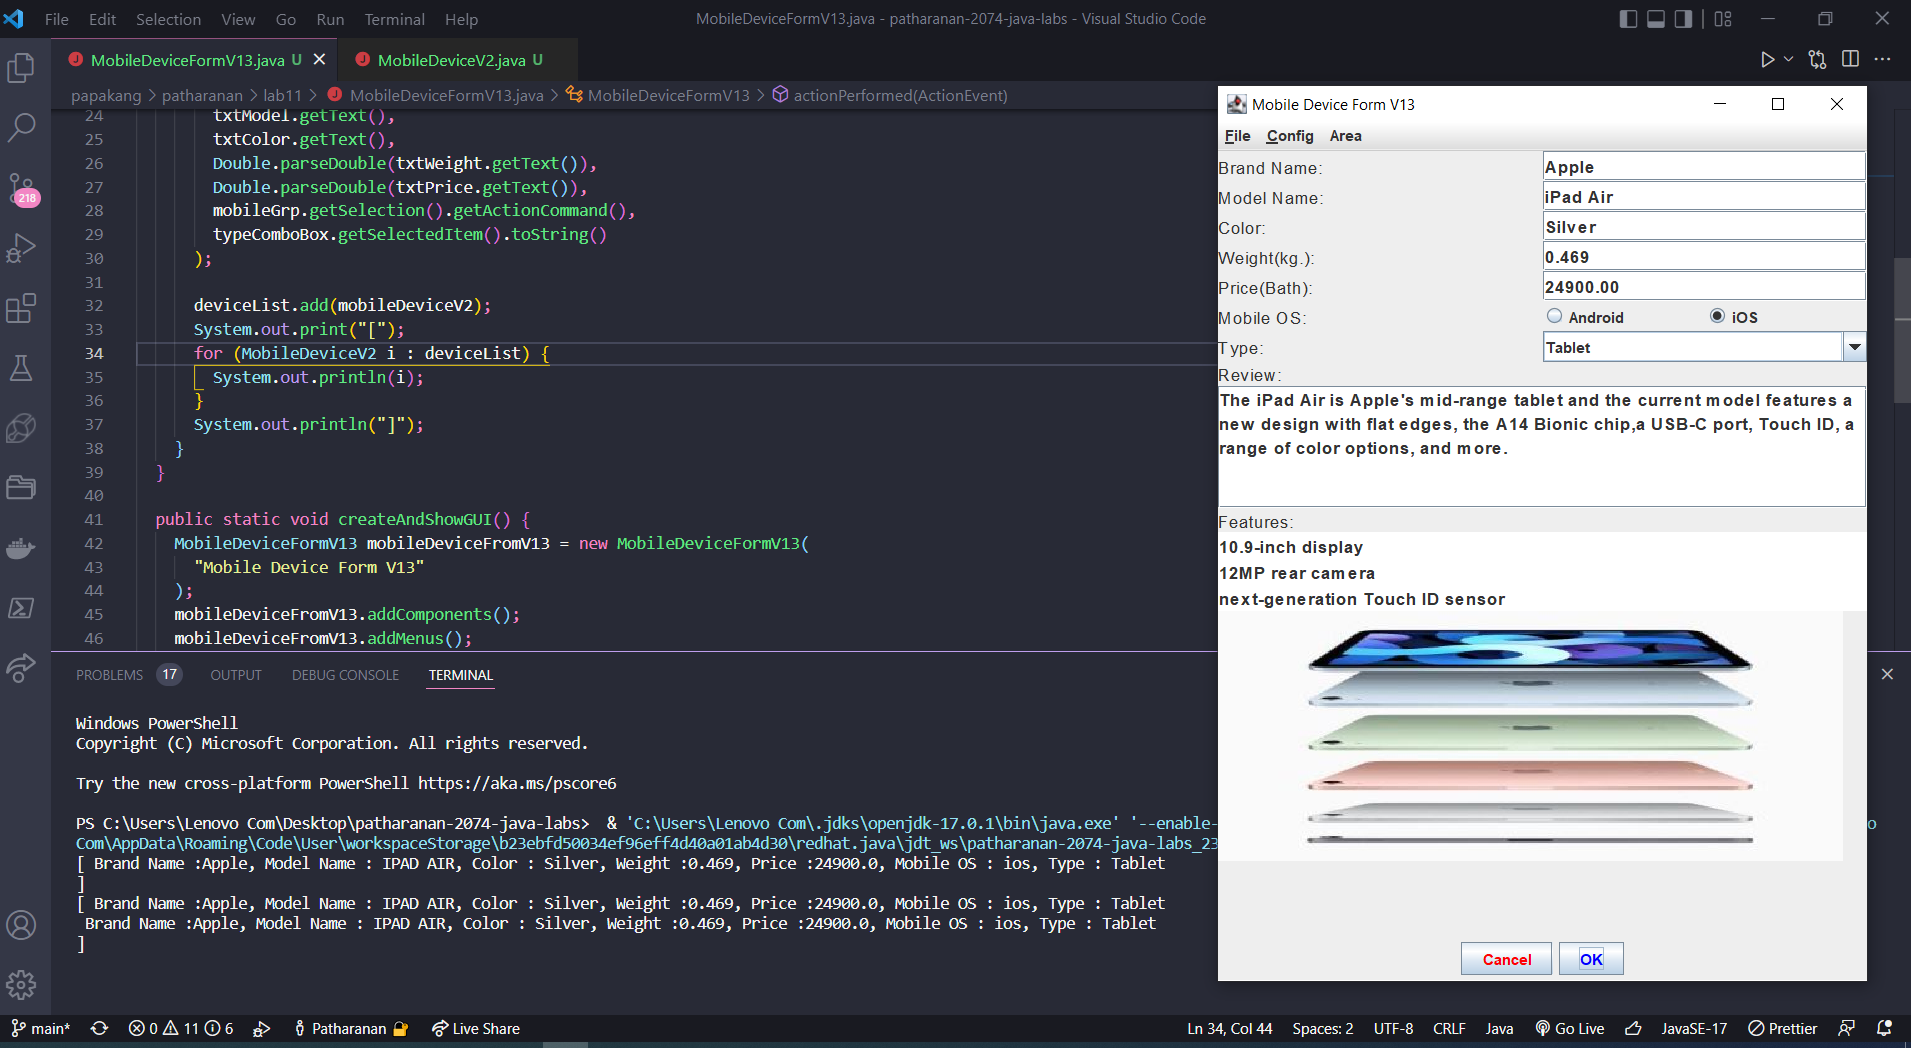 File Edit Selection View Go Run Terminal Help
MobileDeviceFormV13.java - patharanan-2074-java-labs - Visual Studio Code
MobileDeviceFormV13.java U
MobileDeviceV2.java U
papakang > patharanan > lab11 > MobileDeviceFormV13.java > MobileDeviceFormV13 > actionPerformed(ActionEvent)
24 txtModel.getText(),
25 txtColor.getText(),
26 Double.parseDouble(txtWeight.getText()),
27 Double.parseDouble(txtPrice.getText()),
28 mobileGrp.getSelection().getActionCommand(),
29 typeComboBox.getSelectedItem().toString()
30 );
31
32 deviceList.add(mobileDeviceV2);
33 System.out.print("[");
34 for (MobileDeviceV2 i : deviceList) {
35 System.out.println(i);
36 }
37 System.out.println("]");
38 }
39 }
40
41 public static void createAndShowGUI() {
42 MobileDeviceFormV13 mobileDeviceFromV13 = new MobileDeviceFormV13(
43 "Mobile Device Form V13"
44 );
45 mobileDeviceFromV13.addComponents();
46 mobileDeviceFromV13.addMenus();
218
PROBLEMS 17 OUTPUT DEBUG CONSOLE TERMINAL
Windows PowerShell
Copyright (C) Microsoft Corporation. All rights reserved.
Try the new cross-platform PowerShell https://aka.ms/pscore6
PS C:\Users\Lenovo Com\Desktop\patharanan-2074-java-labs> & 'C:\Users\Lenovo Com\.jdks\openjdk-17.0.1\bin\java.exe' '--enable- o
Com\AppData\Roaming\Code\User\workspaceStorage\b23ebfd50034ef96eff4d40a01ab4d30\redhat.java\jdt_ws\patharanan-2074-java-labs_23
[ Brand Name :Apple, Model Name : IPAD AIR, Color : Silver, Weight :0.469, Price :24900.0, Mobile OS : ios, Type : Tablet
]
[ Brand Name :Apple, Model Name : IPAD AIR, Color : Silver, Weight :0.469, Price :24900.0, Mobile OS : ios, Type : Tablet
Brand Name :Apple, Model Name : IPAD AIR, Color : Silver, Weight :0.469, Price :24900.0, Mobile OS : ios, Type : Tablet
]
Mobile Device Form V13
File Config Area
Brand Name: Apple
Model Name: iPad Air
Color: Silver
Weight(kg.): 0.469
Price(Bath): 24900.00
Mobile OS: Android iOS
Type: Tablet
Review:
The iPad Air is Apple's mid-range tablet and the current model features a
new design with flat edges, the A14 Bionic chip,a USB-C port, Touch ID, a
range of color options, and more.
Features:
10.9-inch display
12MP rear camera
next-generation Touch ID sensor
Cancel OK
main* 0 11 6 Patharanan Live Share Ln 34, Col 44 Spaces: 2 UTF-8 CRLF Java Go Live JavaSE-17 Prettier